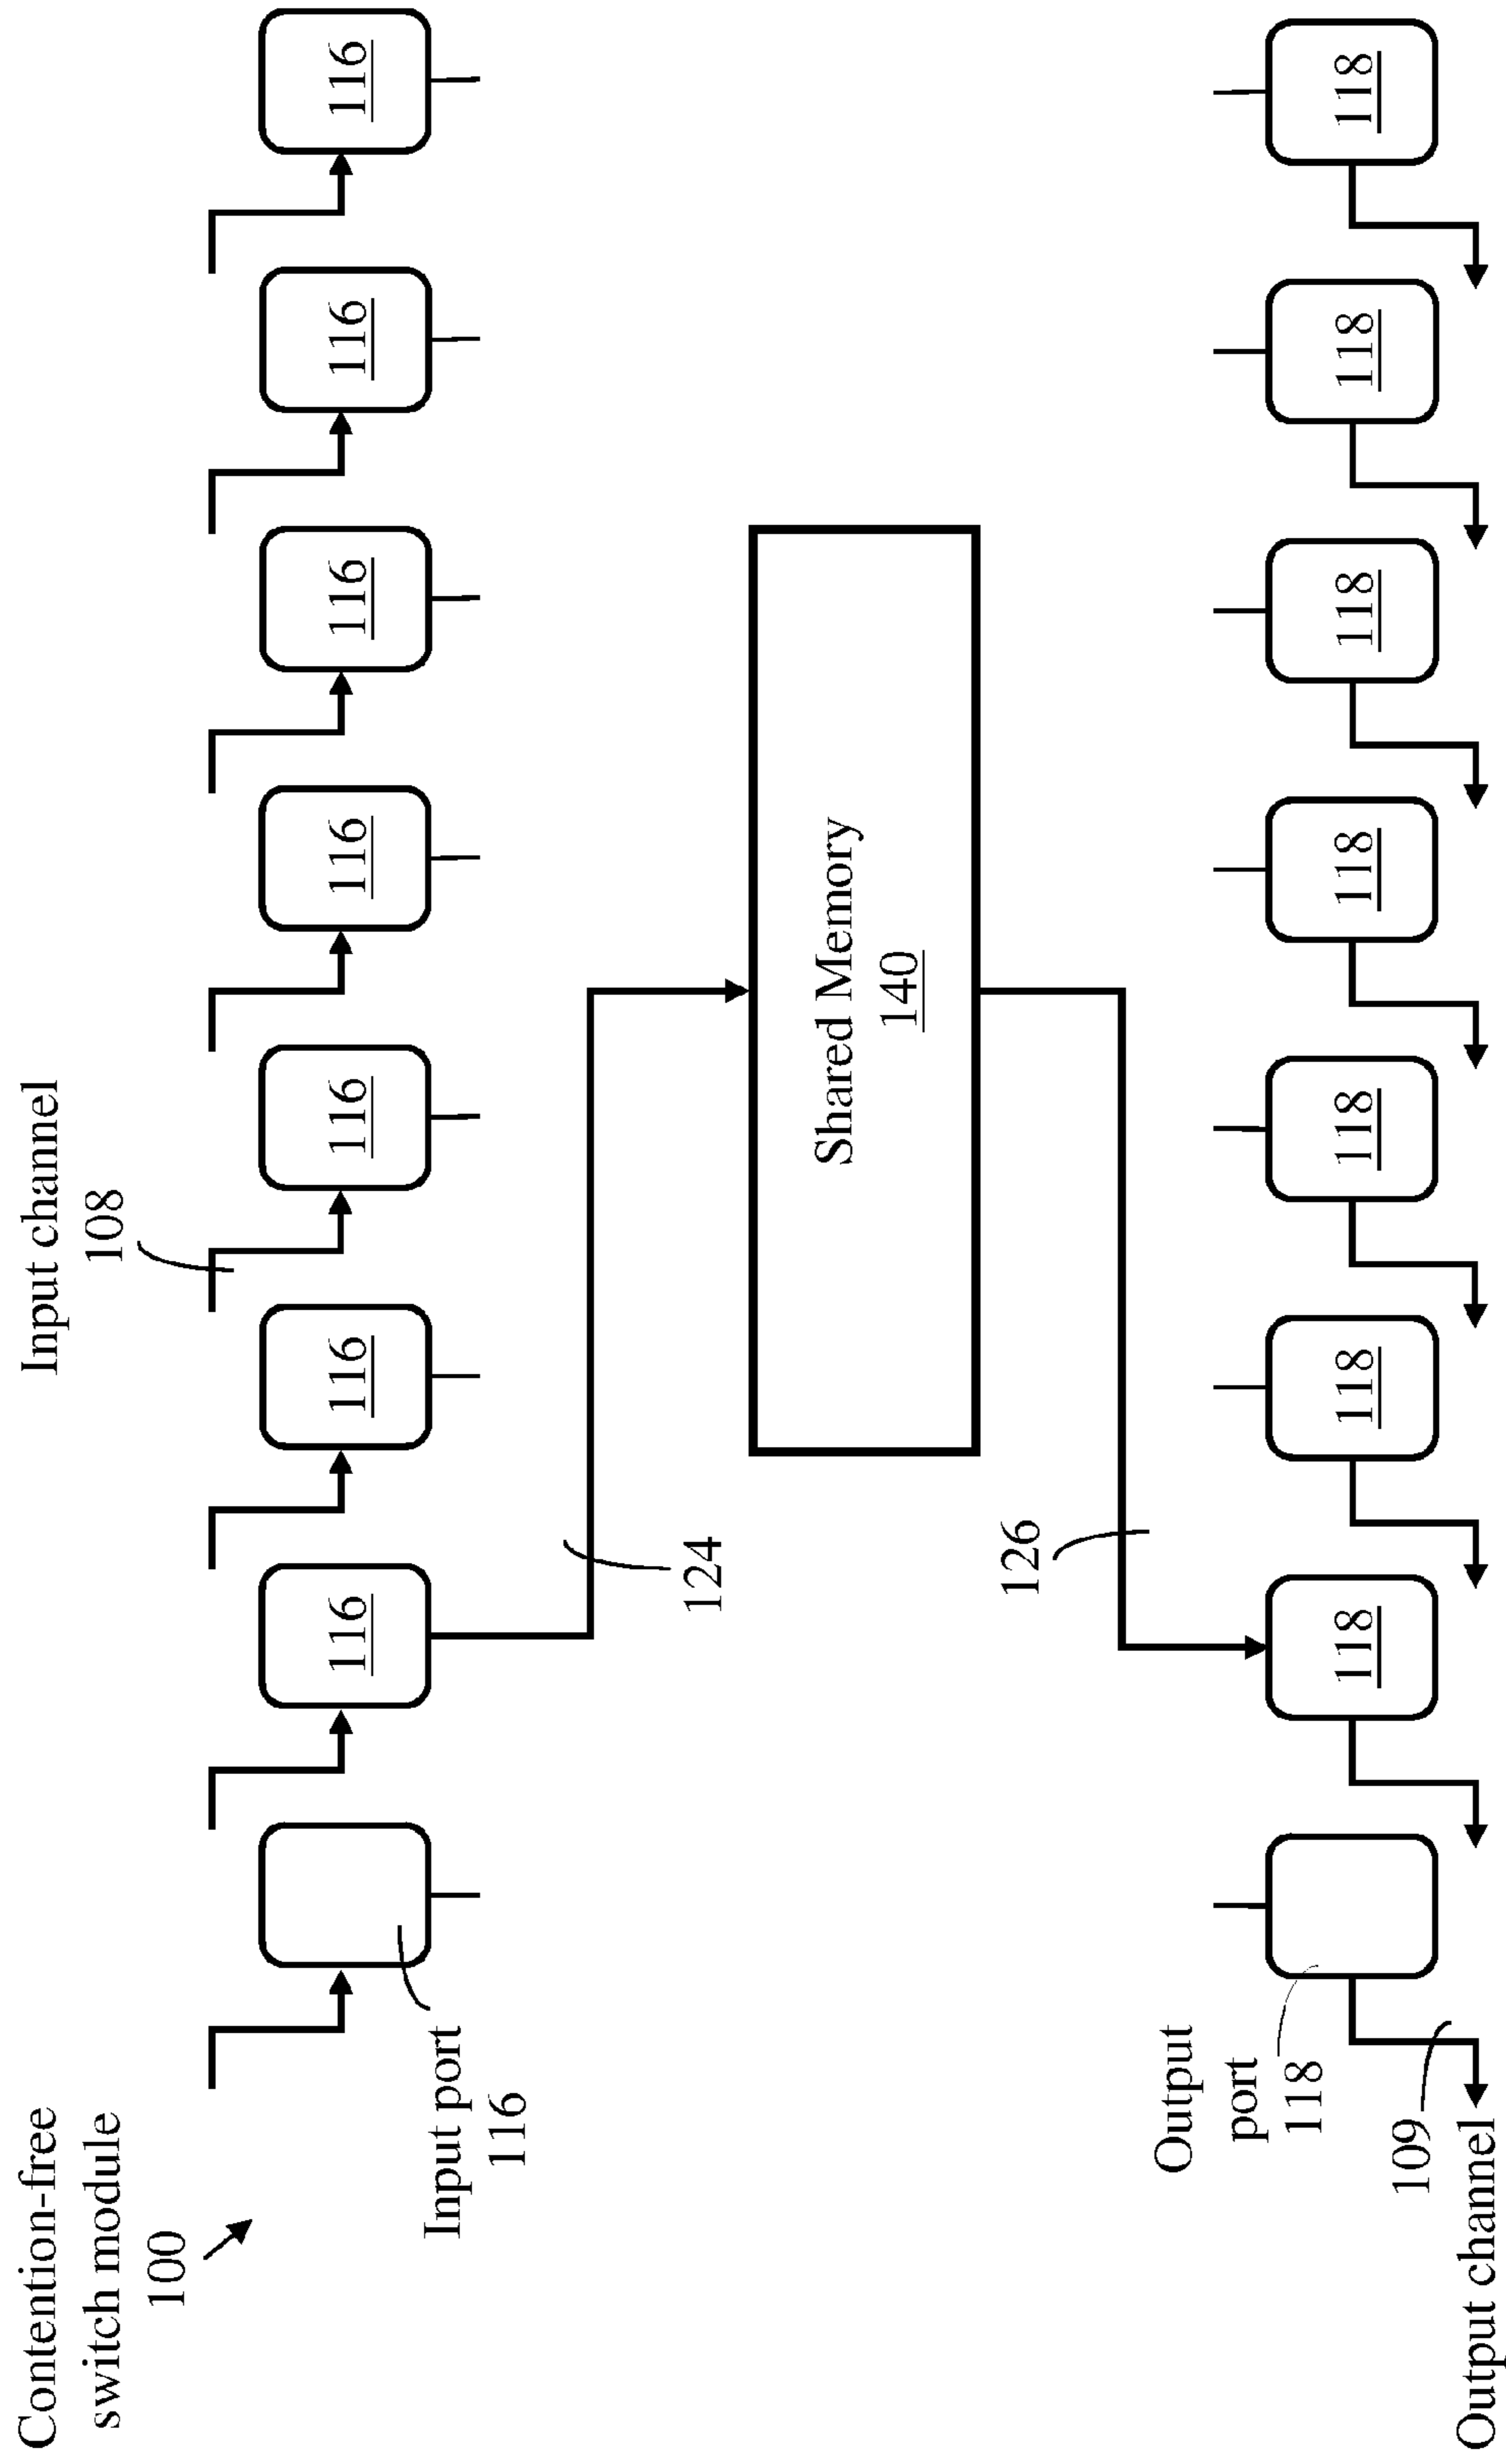 Contention-free
switch module
100
Input channel
108
116
116
116
116
116
116
116
Input port
116
124
Shared Memory
140
126
Output
port
118
118
118
118
118
118
118
118
109
Output channel